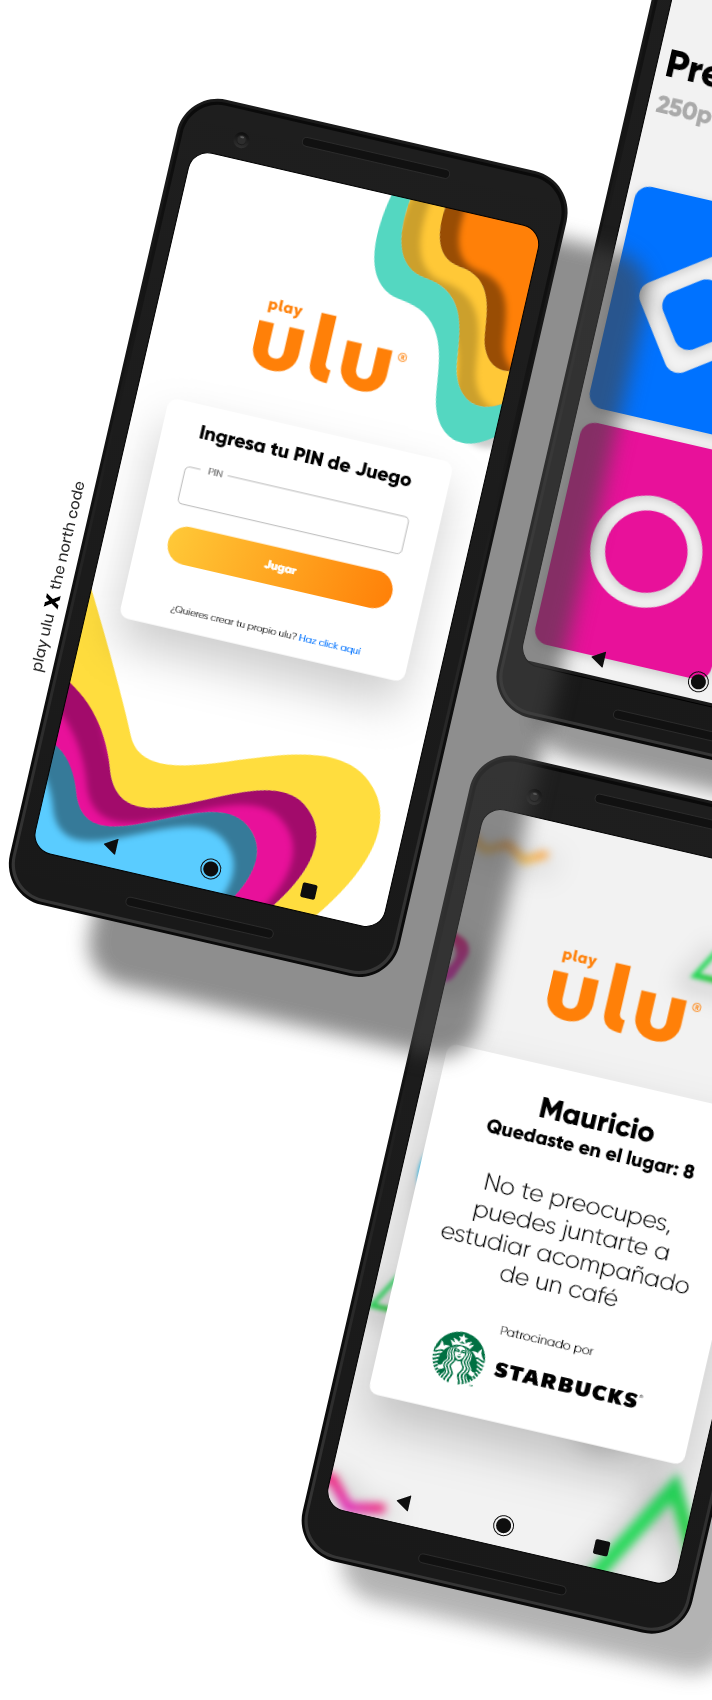 play
ulu®
Ingresa tu PIN de Juego
PIN
Jugar
¿Quieres crear tu propio ulu? Haz click aquí
play ulu X the north code
250p
play
ulu®
Mauricio
Quedaste en el lugar: 8
No te preocupes,
puedes juntarte a
estudiar acompañado
de un café
Patrocinado por
STARBUCKS®